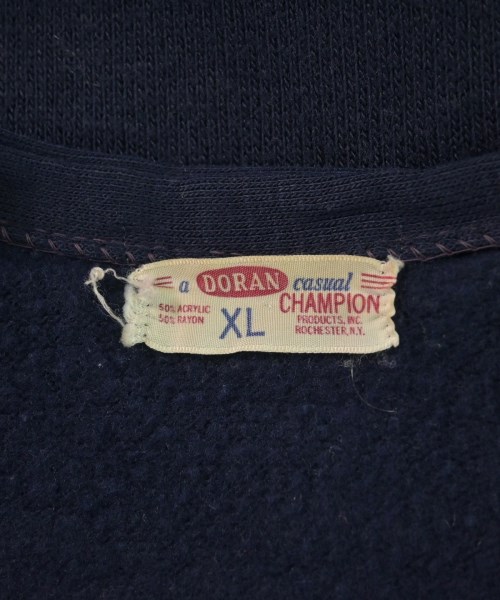 a DORAN casual
50% ACRYLIC
50% RAYON
XL
CHAMPION
PRODUCTS, INC.
ROCHESTER, N.Y.